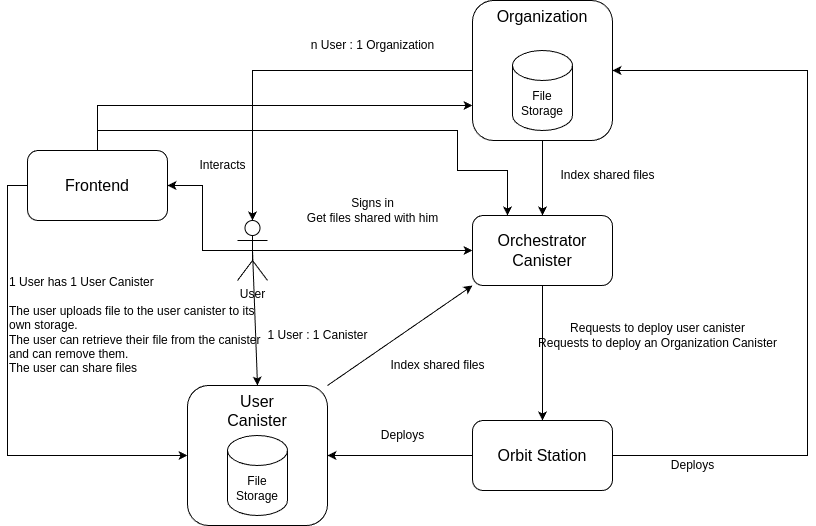 Organization
n User : 1 Organization
File
Storage
Interacts
Index shared files
Frontend
Signs in
Get files shared with him
Orchestrator
Canister
1 User has 1 User Canister
User
The user uploads file to the user canister to its
own storage.
The user can retrieve their file from the canister
and can remove them.
The user can share files
1 User : 1 Canister
Requests to deploy user canister
Requests to deploy an Organization Canister
Index shared files
User
Canister
File
Storage
Deploys
Orbit Station
Deploys